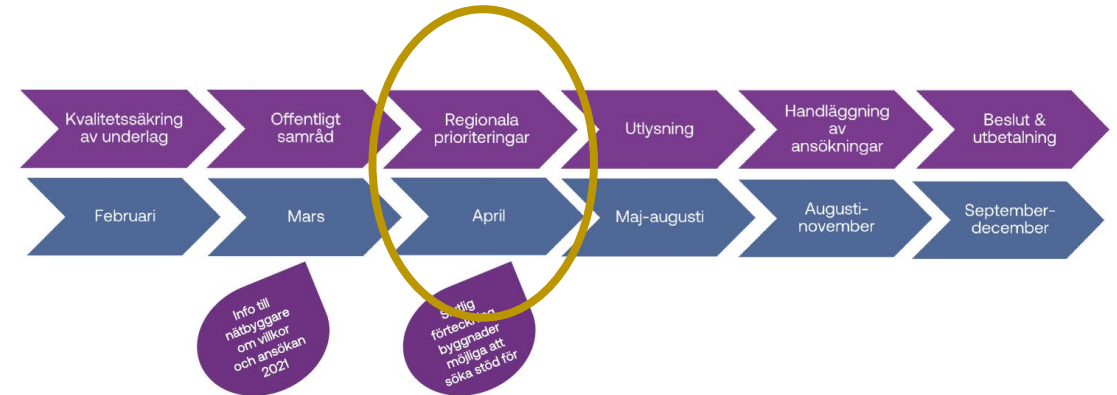 Kvalitetssäkring
av underlag
Offentligt
samråd
Regionala
prioriteringar
Utlysning
Handläggning
av
ansökningar
Beslut &
utbetalning
Februari
Mars
April
Maj-augusti
Augusti-
november
September-
december
Info till
nätbyggare
om villkor
och ansökan
2021
Slutlig
förteckning
byggnader
möjliga att
söka stöd för